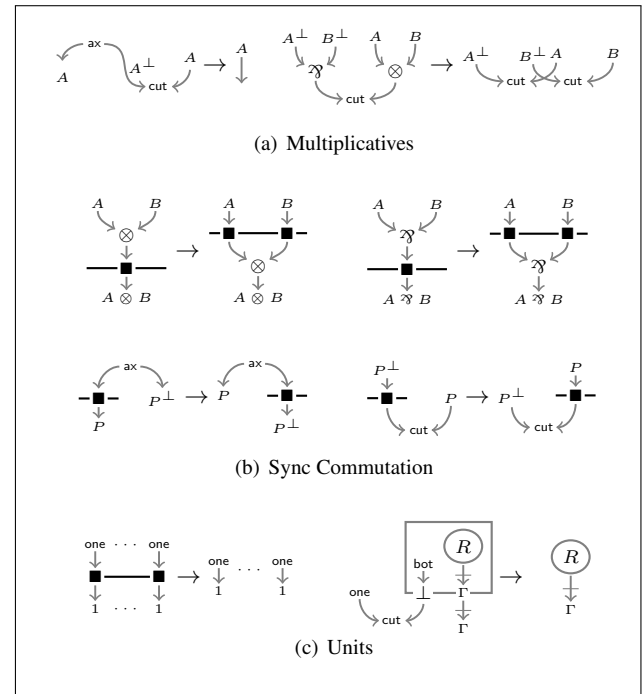 ax A A⊥ A cut → A A⊥ B⊥ A B ⅋ ⊗ cut → A⊥ B⊥ A B cut cut
(a) Multiplicatives
A B ⊗ A ⊗ B → A B ⊗ A ⊗ B A B ⅋ A ⅋ B → A B ⅋ A ⅋ B
ax P P⊥ → ax P P⊥ P⊥ P cut → P⊥ P cut
(b) Sync Commutation
one · · · one 1 · · · 1 → one · · · one 1 · · · 1 one cut bot ⊥ R Γ Γ → R Γ
(c) Units